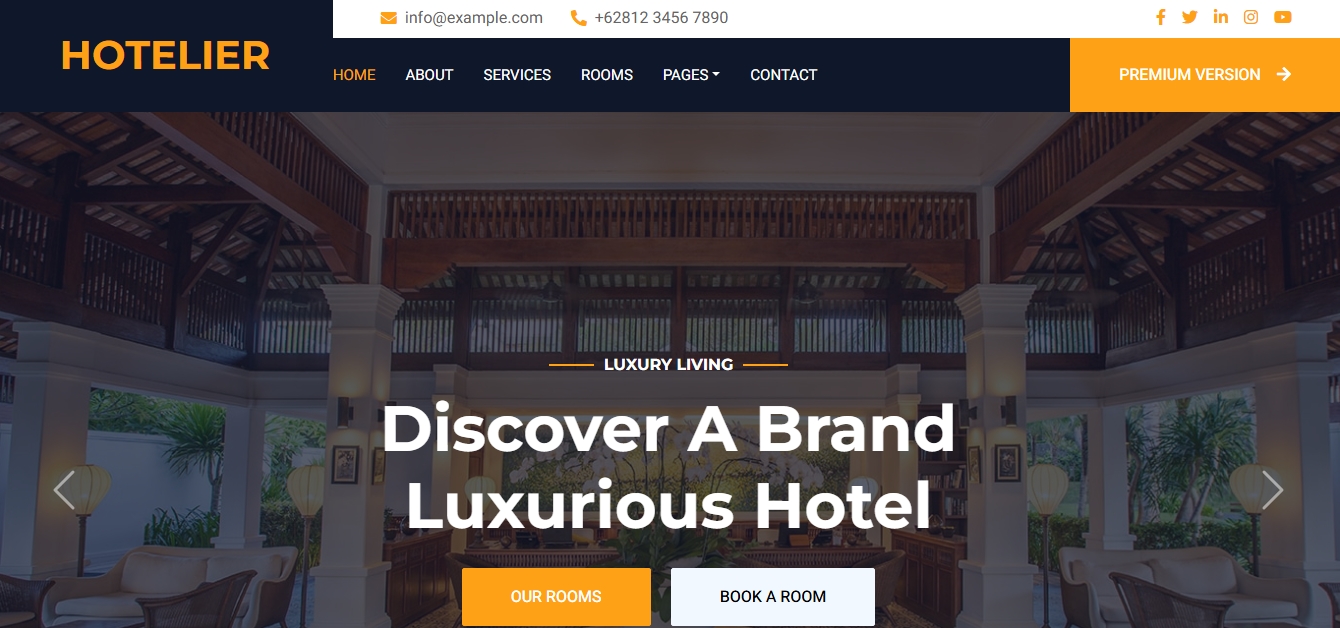 info@example.com +62812 3456 7890
HOTELIER
HOME ABOUT SERVICES ROOMS PAGES CONTACT PREMIUM VERSION
LUXURY LIVING
Discover A Brand
Luxurious Hotel
OUR ROOMS BOOK A ROOM